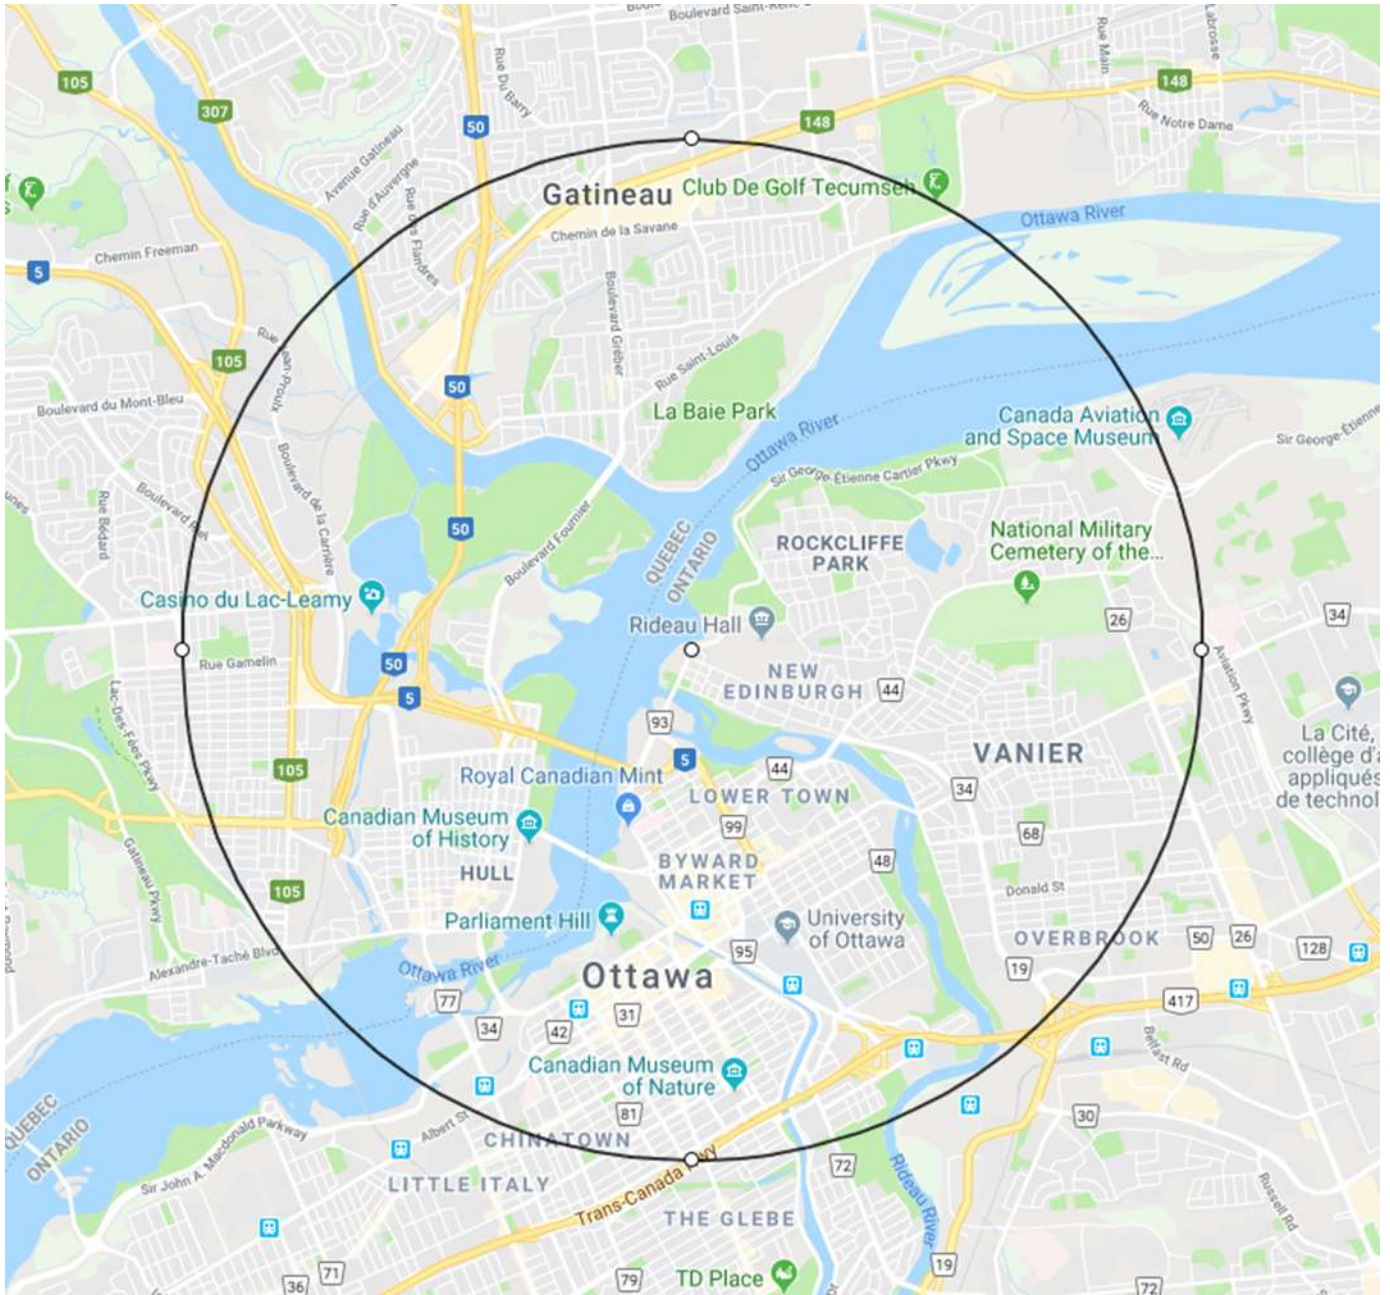 Boulevard Saint-René
148
105
307
50
148
Rue Du Barry
Rue Main
Labrosse
Rue Notre Dame
Avenue Gatineau
Rue d'Auvergne
Rue des Flandres
Gatineau
Club De Golf Tecumseh
Chemin de la Savane
Ottawa River
Chemin Freeman
5
Boulevard Gréber
Rue Saint-Louis
Rue Jean-Proulx
105
50
Boulevard du Mont-Bleu
La Baie Park
Ottawa River
Canada Aviation
and Space Museum
Sir George-Étienne
Sir George-Étienne Cartier Pkwy
Boulevard de la Carrière
Boulevard Riel
Rue Bédard
50
Boulevard Fournier
QUEBEC
ONTARIO
ROCKCLIFFE
PARK
National Military
Cemetery of the...
Casino du Lac-Leamy
Rideau Hall
26
34
Rue Gamelin
50
5
NEW
EDINBURGH
44
Aviation Pkwy
Lac-Des-Fées Pkwy
93
La Cité,
collège d'a
appliqués
de technol
VANIER
105
Royal Canadian Mint
5
44
LOWER TOWN
34
Canadian Museum
of History
99
68
Gatineau Pkwy
HULL
BYWARD
MARKET
48
105
Donald St
Parliament Hill
University
of Ottawa
OVERBROOK
50
26
128
Alexandre-Taché Blvd
Ottawa River
95
19
Ottawa
77
34
42
31
417
Belfast Rd
Canadian Museum
of Nature
81
30
QUEBEC
ONTARIO
Albert St
CHINATOWN
Sir John A. Macdonald Parkway
LITTLE ITALY
Trans-Canada Hwy
72
Rideau River
THE GLEBE
Russell Rd
36
71
79
TD Place
19
72